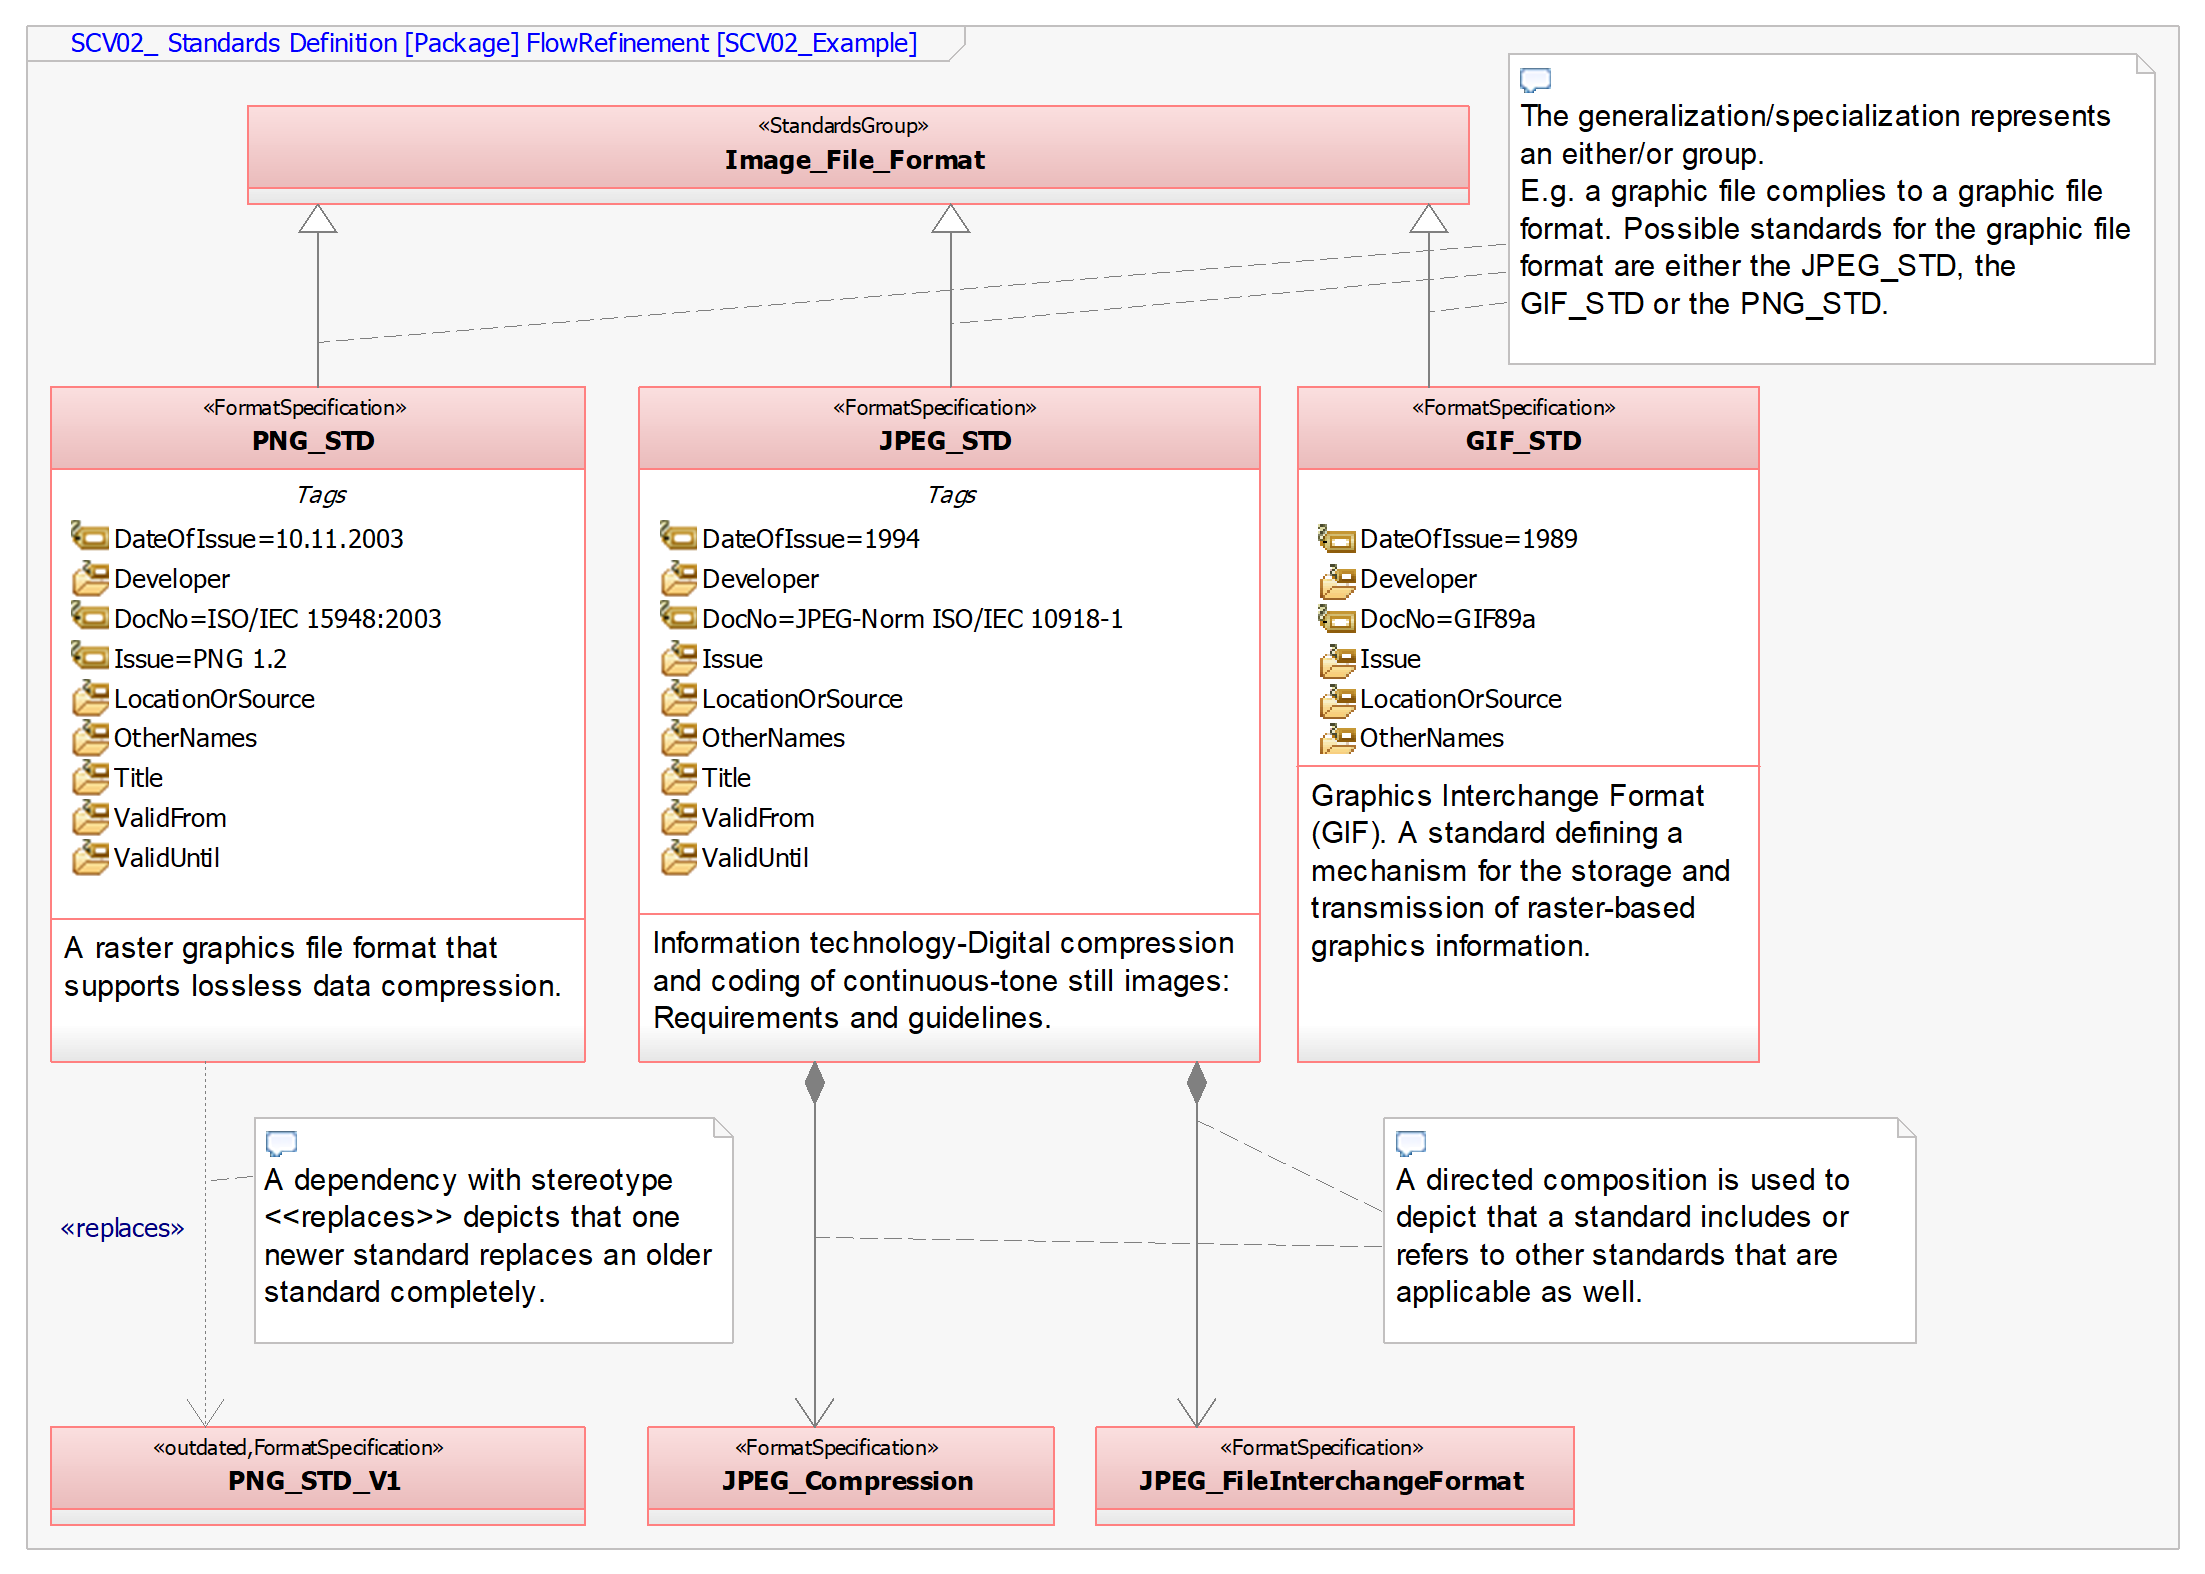 SCV02_ Standards Definition [Package] FlowRefinement [SCV02_Example]
«StandardsGroup»
Image_File_Format
The generalization/specialization represents
an either/or group.
E.g. a graphic file complies to a graphic file
format. Possible standards for the graphic file
format are either the JPEG_STD, the
GIF_STD or the PNG_STD.
«FormatSpecification»
PNG_STD
Tags
DateOfIssue=10.11.2003
Developer
DocNo=ISO/IEC 15948:2003
Issue=PNG 1.2
LocationOrSource
OtherNames
Title
ValidFrom
ValidUntil
A raster graphics file format that
supports lossless data compression.
«FormatSpecification»
JPEG_STD
Tags
DateOfIssue=1994
Developer
DocNo=JPEG-Norm ISO/IEC 10918-1
Issue
LocationOrSource
OtherNames
Title
ValidFrom
ValidUntil
Information technology-Digital compression
and coding of continuous-tone still images:
Requirements and guidelines.
«FormatSpecification»
GIF_STD
DateOfIssue=1989
Developer
DocNo=GIF89a
Issue
LocationOrSource
OtherNames
Graphics Interchange Format
(GIF). A standard defining a
mechanism for the storage and
transmission of raster-based
graphics information.
«replaces»
A dependency with stereotype
<<replaces>> depicts that one
newer standard replaces an older
standard completely.
A directed composition is used to
depict that a standard includes or
refers to other standards that are
applicable as well.
«outdated,FormatSpecification»
PNG_STD_V1
«FormatSpecification»
JPEG_Compression
«FormatSpecification»
JPEG_FileInterchangeFormat